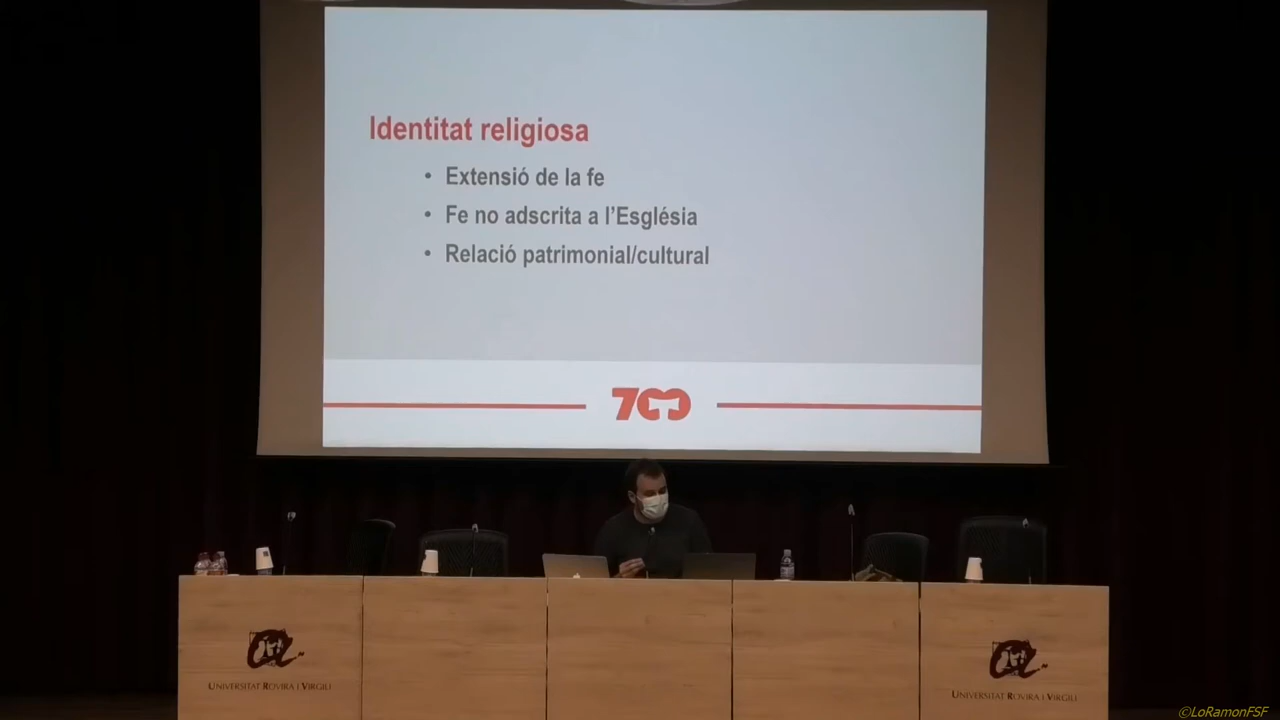 Identitat religiosa
• Extensió de la fe
• Fe no adscrita a l'Església
• Relació patrimonial/cultural
700
UNIVERSITAT ROVIRA I VIRGILI
UNIVERSITAT ROVIRA I VIRGILI
©LoRamonFSF